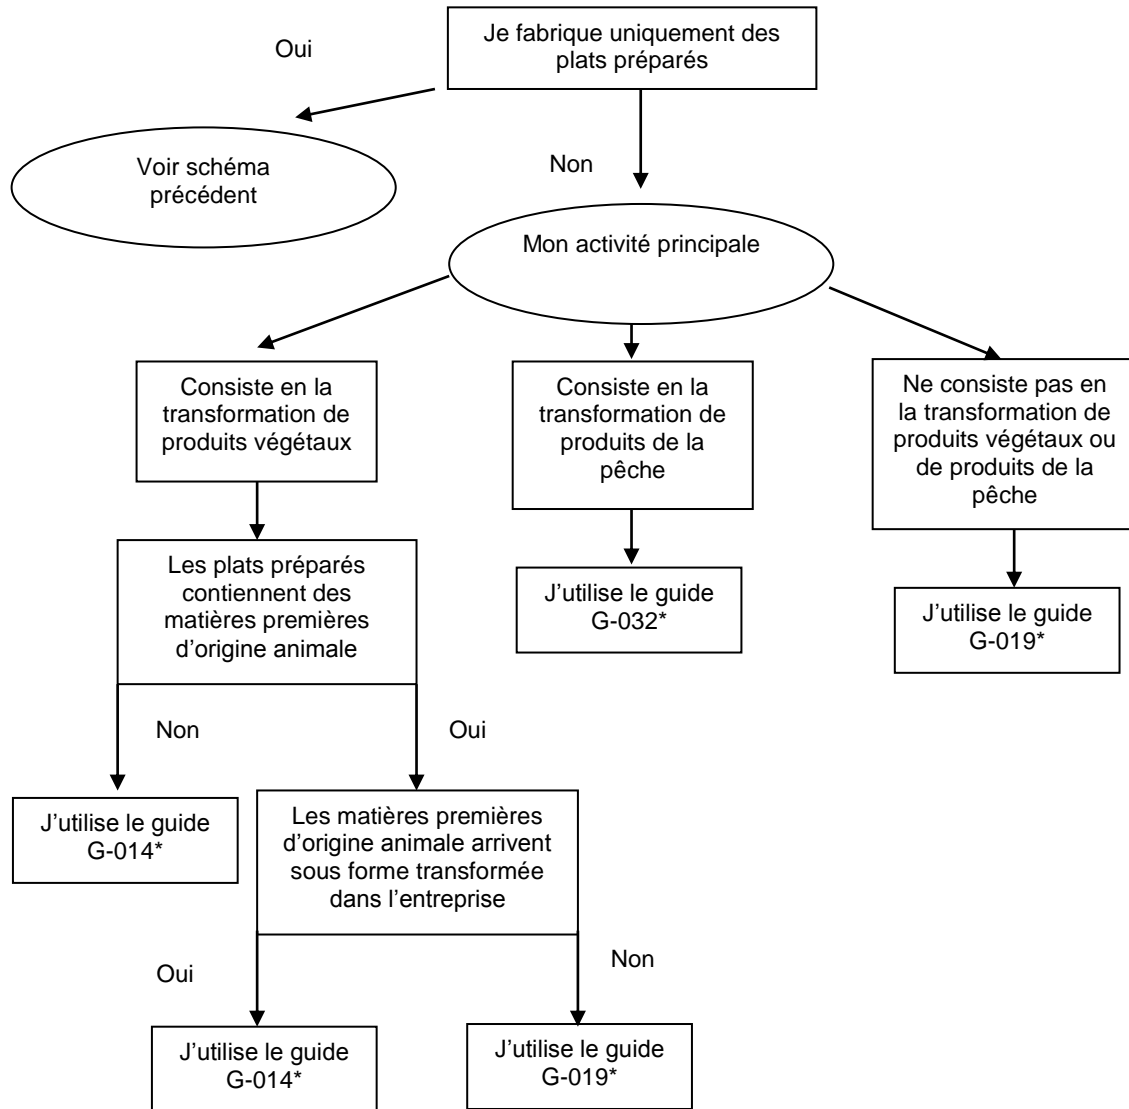 Je fabrique uniquement des
plats préparés
Oui
Voir schéma
précédent
Non
Mon activité principale
Consiste en la
transformation de
produits végétaux
Consiste en la
transformation de
produits de la
pêche
Ne consiste pas en
la transformation de
produits végétaux ou
de produits de la
pêche
Les plats préparés
contiennent des
matières premières
d’origine animale
J’utilise le guide
G-032*
J’utilise le guide
G-019*
Non
Oui
J’utilise le guide
G-014*
Les matières premières
d’origine animale arrivent
sous forme transformée
dans l’entreprise
Oui
Non
J’utilise le guide
G-014*
J’utilise le guide
G-019*